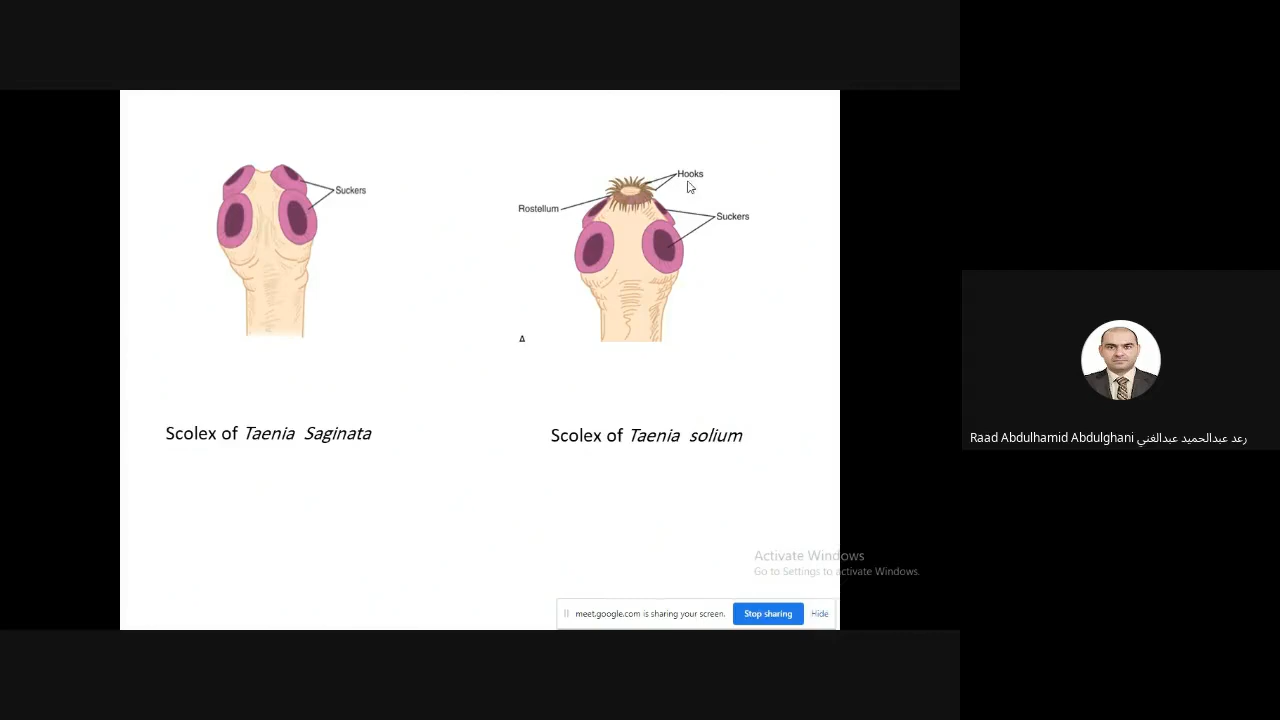 Suckers
Hooks
Rostellum
Suckers
A
Scolex of Taenia Saginata
Scolex of Taenia solium
Activate Windows
Go to Settings to activate Windows.
meet.google.com is sharing your screen.
Stop sharing
Hide
Raad Abdulhamid Abdulghani رعد عبدالحميد عبدالغني